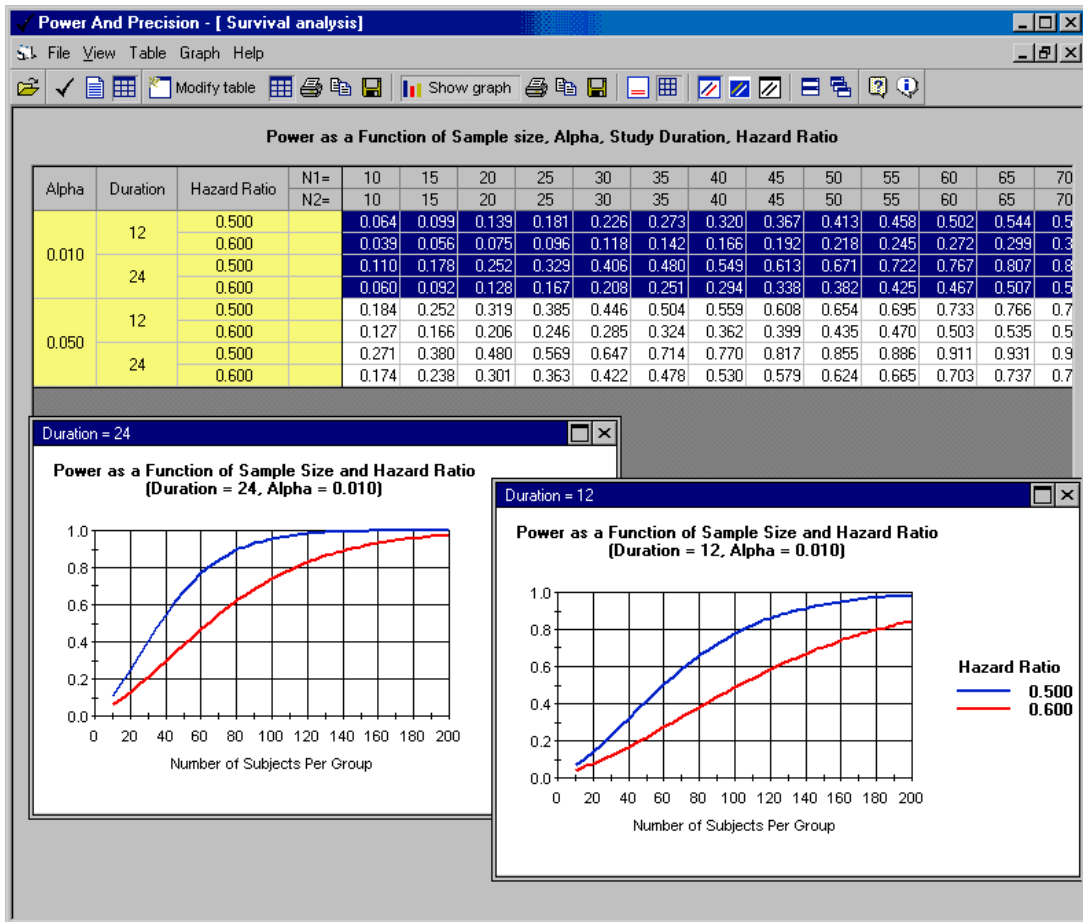 Power And Precision - [ Survival analysis]
File View Table Graph Help
Modify table Show graph
Power as a Function of Sample size, Alpha, Study Duration, Hazard Ratio
Alpha Duration Hazard Ratio N1= 10 15 20 25 30 35 40 45 50 55 60 65 70
N2= 10 15 20 25 30 35 40 45 50 55 60 65 70
0.010 12 0.500 0.064 0.099 0.139 0.181 0.226 0.273 0.320 0.367 0.413 0.458 0.502 0.544 0.5
0.600 0.039 0.056 0.075 0.096 0.118 0.142 0.166 0.192 0.218 0.245 0.272 0.299 0.3
24 0.500 0.110 0.178 0.252 0.329 0.406 0.480 0.549 0.613 0.671 0.722 0.767 0.807 0.8
0.600 0.060 0.092 0.128 0.167 0.208 0.251 0.294 0.338 0.382 0.425 0.467 0.507 0.5
0.050 12 0.500 0.184 0.252 0.319 0.385 0.446 0.504 0.559 0.608 0.654 0.695 0.733 0.766 0.7
0.600 0.127 0.166 0.206 0.246 0.285 0.324 0.362 0.399 0.435 0.470 0.503 0.535 0.5
24 0.500 0.271 0.380 0.480 0.569 0.647 0.714 0.770 0.817 0.855 0.886 0.911 0.931 0.9
0.600 0.174 0.238 0.301 0.363 0.422 0.478 0.530 0.579 0.624 0.665 0.703 0.737 0.7
Duration = 24
Power as a Function of Sample Size and Hazard Ratio
(Duration = 24, Alpha = 0.010)
1.0
0.8
0.6
0.4
0.2
0.0
0 20 40 60 80 100 120 140 160 180 200
Number of Subjects Per Group
Duration = 12
Power as a Function of Sample Size and Hazard Ratio
(Duration = 12, Alpha = 0.010)
1.0
0.8
0.6
0.4
0.2
0.0
0 20 40 60 80 100 120 140 160 180 200
Number of Subjects Per Group
Hazard Ratio
0.500
0.600